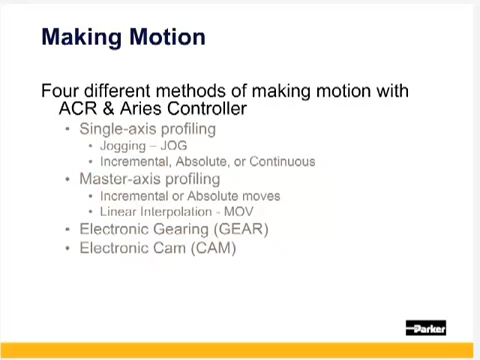 Making Motion
Four different methods of making motion with
ACR & Aries Controller
• Single-axis profiling
• Jogging – JOG
• Incremental, Absolute, or Continuous
• Master-axis profiling
• Incremental or Absolute moves
• Linear Interpolation - MOV
• Electronic Gearing (GEAR)
• Electronic Cam (CAM)
Parker